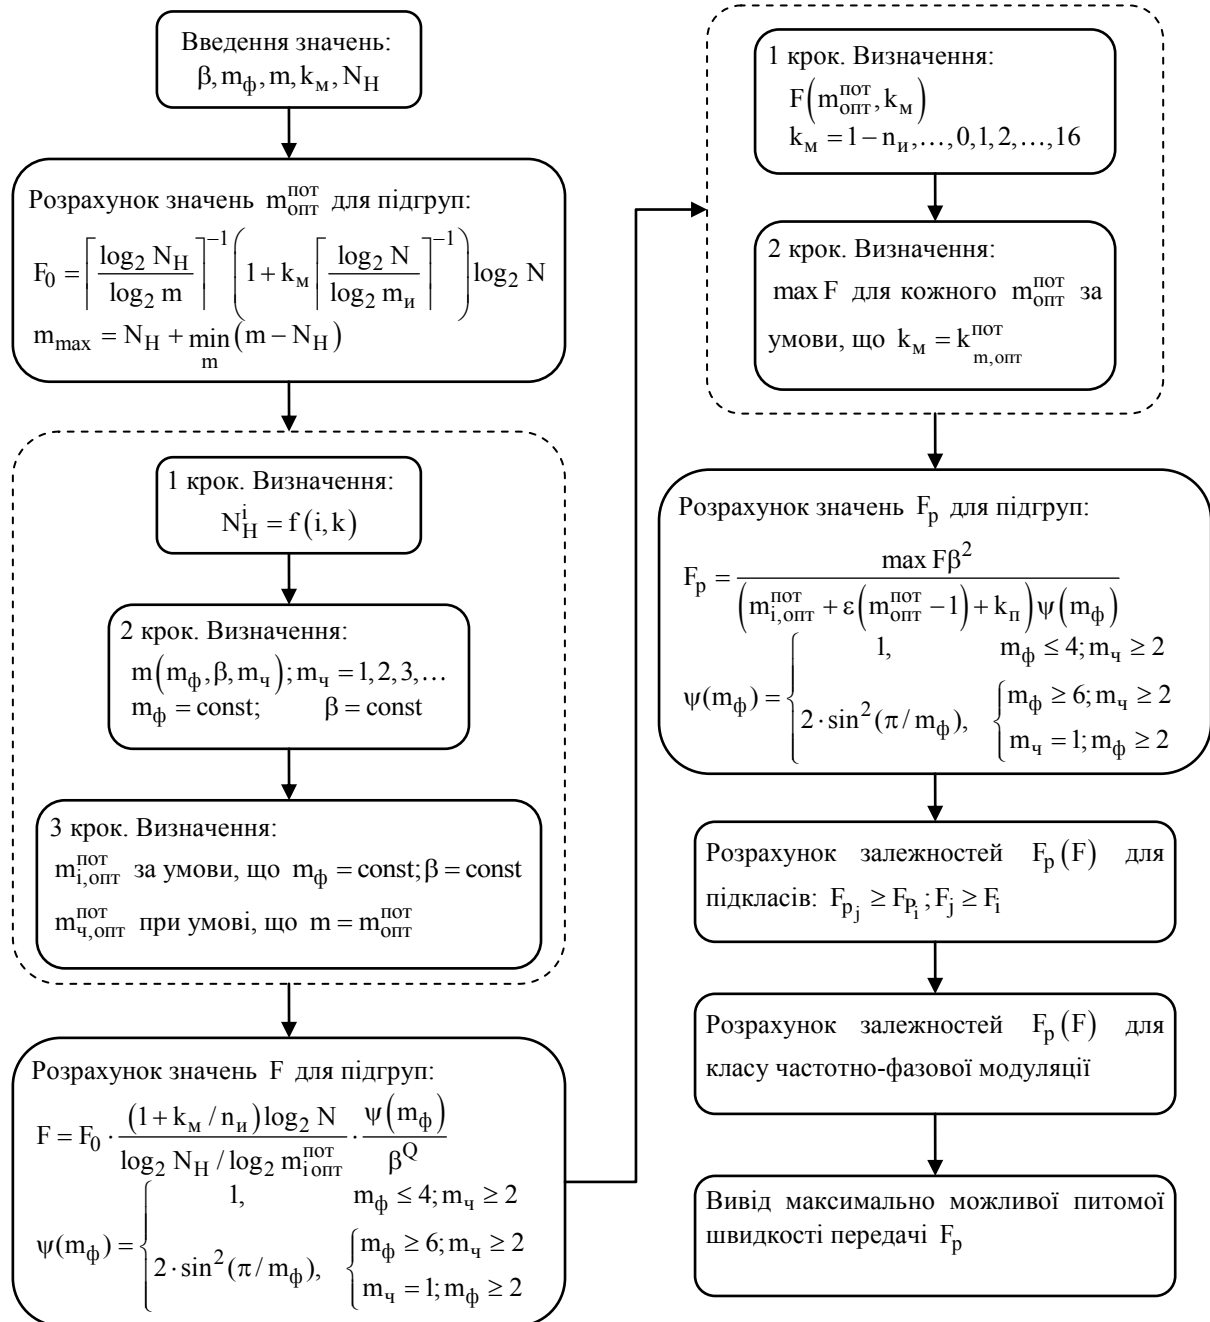 Введення значень:
β, m_ф, m, k_м, N_H
Розрахунок значень m_опт^пот для підгруп:
F_0 = ⌈log_2 N_H / log_2 m⌉^−1 (1 + k_м ⌈log_2 N / log_2 m_и⌉^−1) log_2 N
m_max = N_H + min_m (m − N_H)
1 крок. Визначення:
N_H^i = f(i, k)
2 крок. Визначення:
m(m_ф, β, m_ч); m_ч = 1, 2, 3, …
m_ф = const; β = const
3 крок. Визначення:
m_i,опт^пот за умови, що m_ф = const; β = const
m_ч,опт^пот при умові, що m = m_опт^пот
Розрахунок значень F для підгруп:
F = F_0 · (1 + k_м / n_и) log_2 N / (log_2 N_H / log_2 m_iопт^пот) · ψ(m_ф) / β^Q
ψ(m_ф) = { 1, m_ф ≤ 4; m_ч ≥ 2
2 · sin^2(π / m_ф), { m_ф ≥ 6; m_ч ≥ 2
m_ч = 1; m_ф ≥ 2
1 крок. Визначення:
F(m_опт^пот, k_м)
k_м = 1 − n_и, …, 0, 1, 2, …, 16
2 крок. Визначення:
max F для кожного m_опт^пот за
умови, що k_м = k_m,опт^пот
Розрахунок значень F_p для підгруп:
F_p = max Fβ^2 / ((m_i,опт^пот + ε(m_опт^пот − 1) + k_п) ψ(m_ф))
ψ(m_ф) = { 1, m_ф ≤ 4; m_ч ≥ 2
2 · sin^2(π / m_ф), { m_ф ≥ 6; m_ч ≥ 2
m_ч = 1; m_ф ≥ 2
Розрахунок залежностей F_p(F) для
підкласів: F_p_j ≥ F_P_i; F_j ≥ F_i
Розрахунок залежностей F_p(F) для
класу частотно-фазової модуляції
Вивід максимально можливої питомої
швидкості передачі F_p